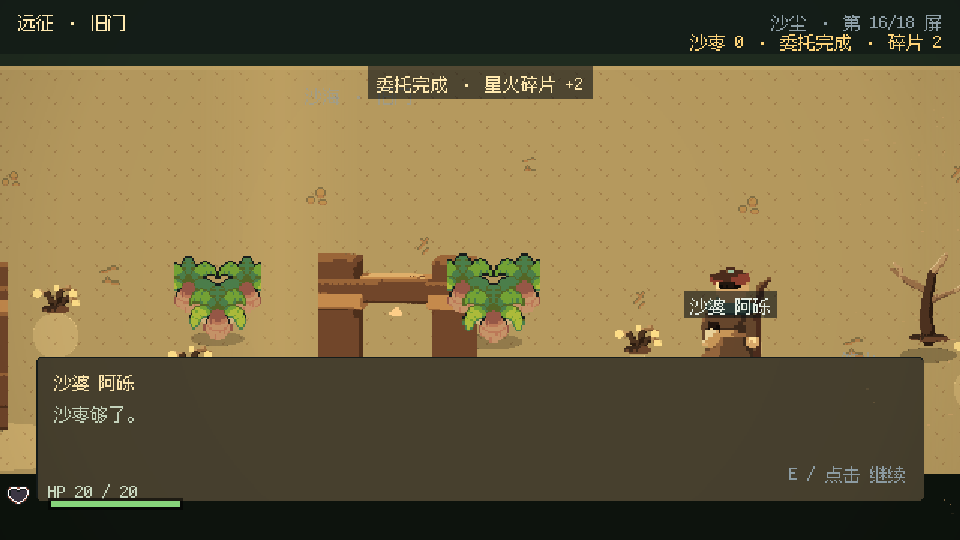 远征 · 旧门
沙尘 · 第 16/18 屏
沙枣 0 · 委托完成 · 碎片 2
委托完成 · 星火碎片 +2
沙婆 阿砾
沙婆 阿砾
沙枣够了。
E / 点击 继续
HP 20 / 20